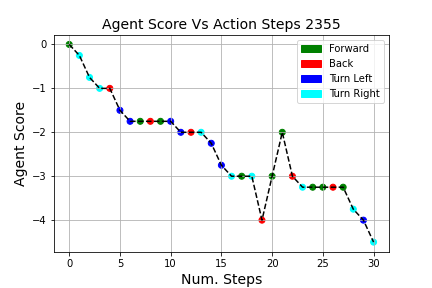 Agent Score Vs Action Steps 2355
Agent Score
0
−1
−2
−3
−4
Forward
Back
Turn Left
Turn Right
0 5 10 15 20 25 30
Num. Steps